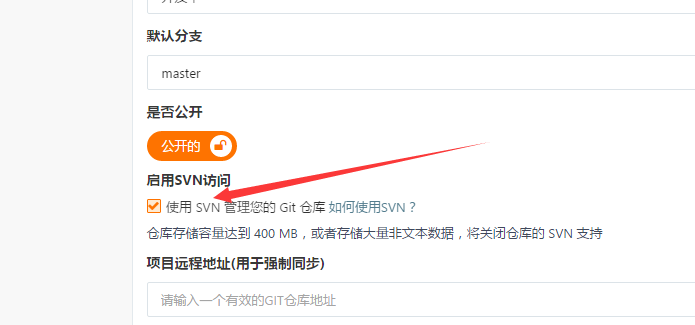 默认分支
master
是否公开
公开的
启用SVN访问
使用 SVN 管理您的 Git 仓库 如何使用SVN？
仓库存储容量达到 400 MB，或者存储大量非文本数据，将关闭仓库的 SVN 支持
项目远程地址(用于强制同步)
请输入一个有效的GIT仓库地址